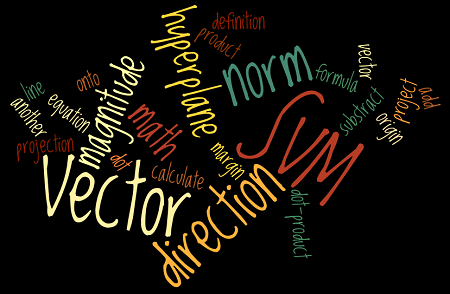 definition
product
hyperplane
norm
formula
vector
line
onto
another
equation
magnitude
math
substract
origin
project
add
projection
dot
calculate
margin
SVM
Vector
direction
dot-product